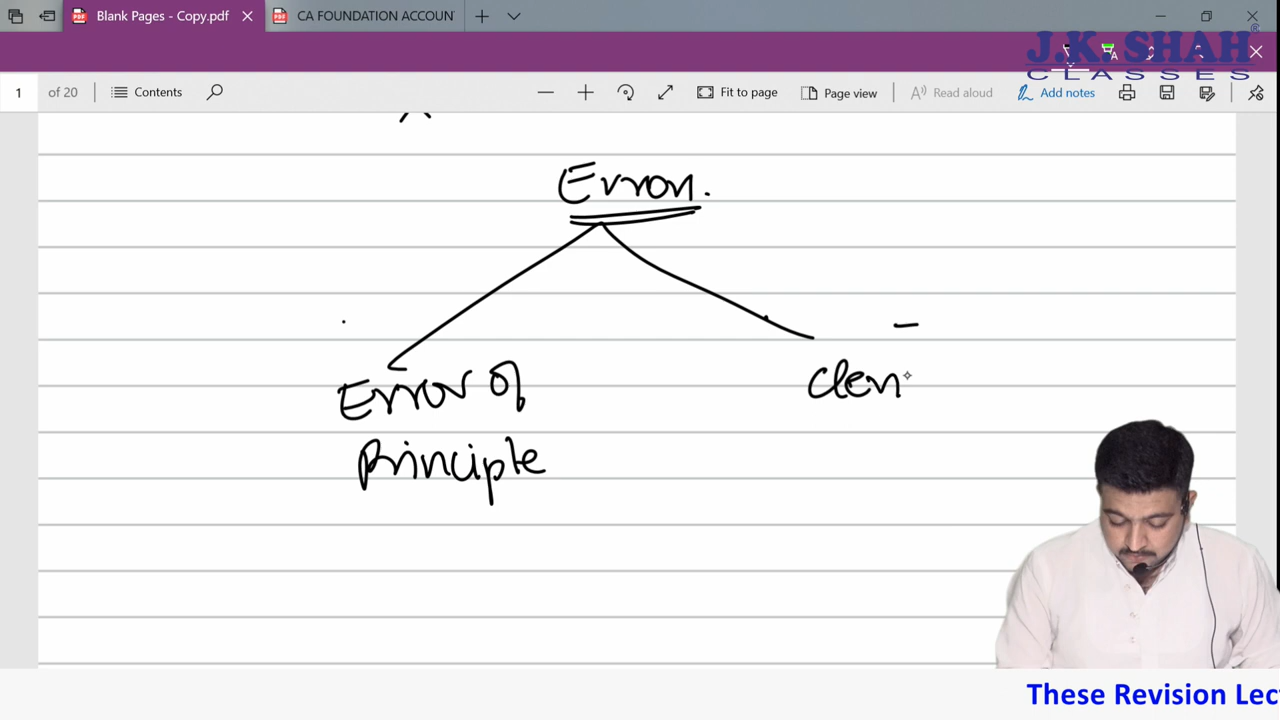 Blank Pages - Copy.pdf
CA FOUNDATION ACCOUN
J.K. SHAH®
CLASSES
1 of 20
Contents
Fit to page
Page view
Read aloud
Add notes
Error.
Error of
Principle
Cleri
These Revision Lec